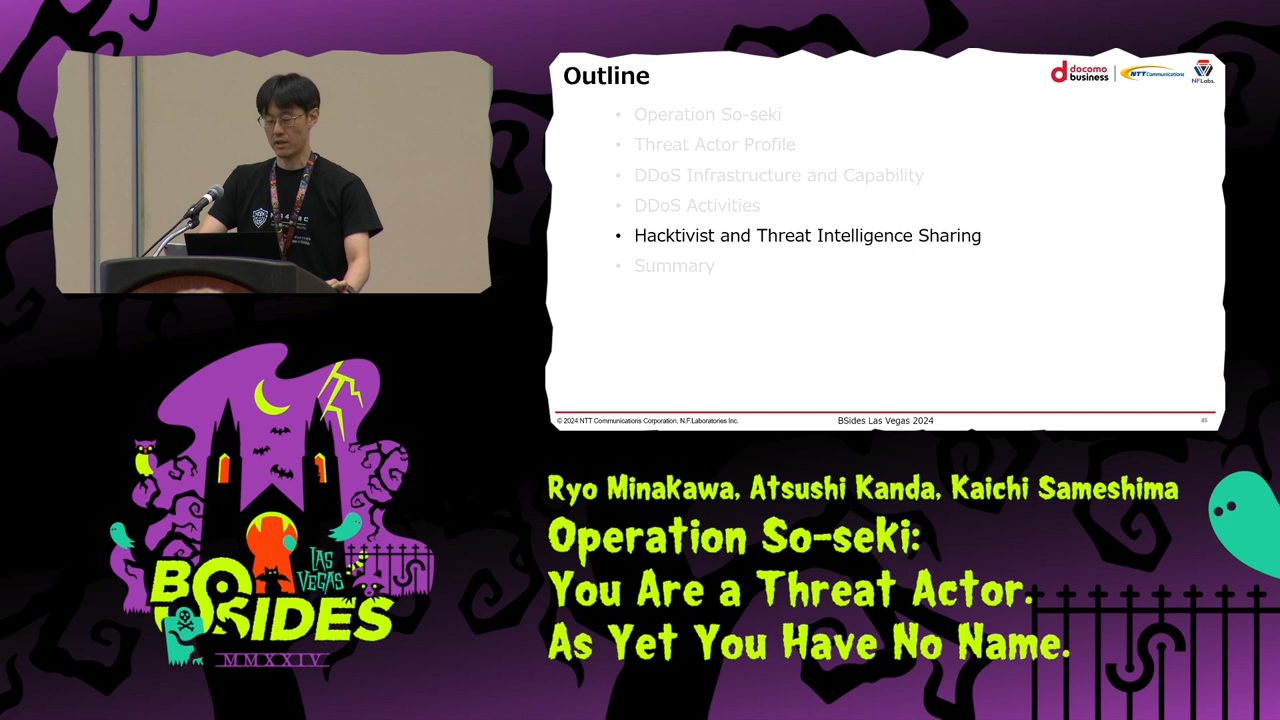 Outline
docomo
business
NTT Communications
NFLabs.
• Operation So-seki
• Threat Actor Profile
• DDoS Infrastructure and Capability
• DDoS Activities
• Hacktivist and Threat Intelligence Sharing
• Summary
© 2024 NTT Communications Corporation, N.F.Laboratories Inc.
BSides Las Vegas 2024
45
BSIDES
LAS
VEGAS
MMXXIV
Ryo Minakawa, Atsushi Kanda, Kaichi Sameshima
Operation So-seki:
You Are a Threat Actor.
As Yet You Have No Name.